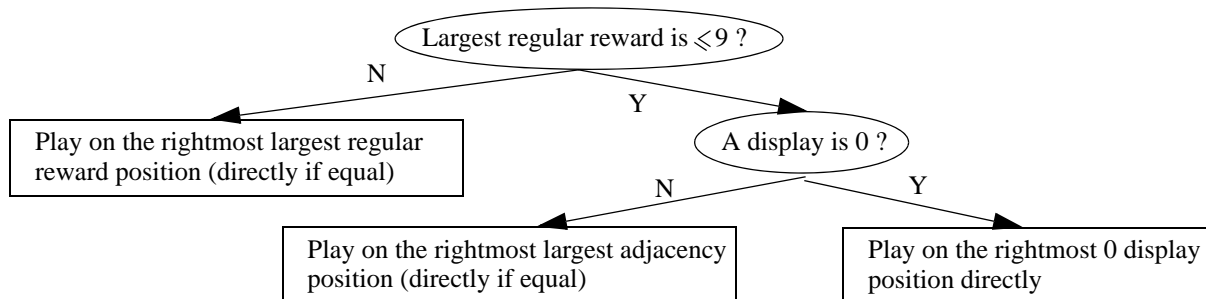 Largest regular reward is ⩽9 ?
N
Y
Play on the rightmost largest regular
reward position (directly if equal)
A display is 0 ?
N
Y
Play on the rightmost largest adjacency
position (directly if equal)
Play on the rightmost 0 display
position directly